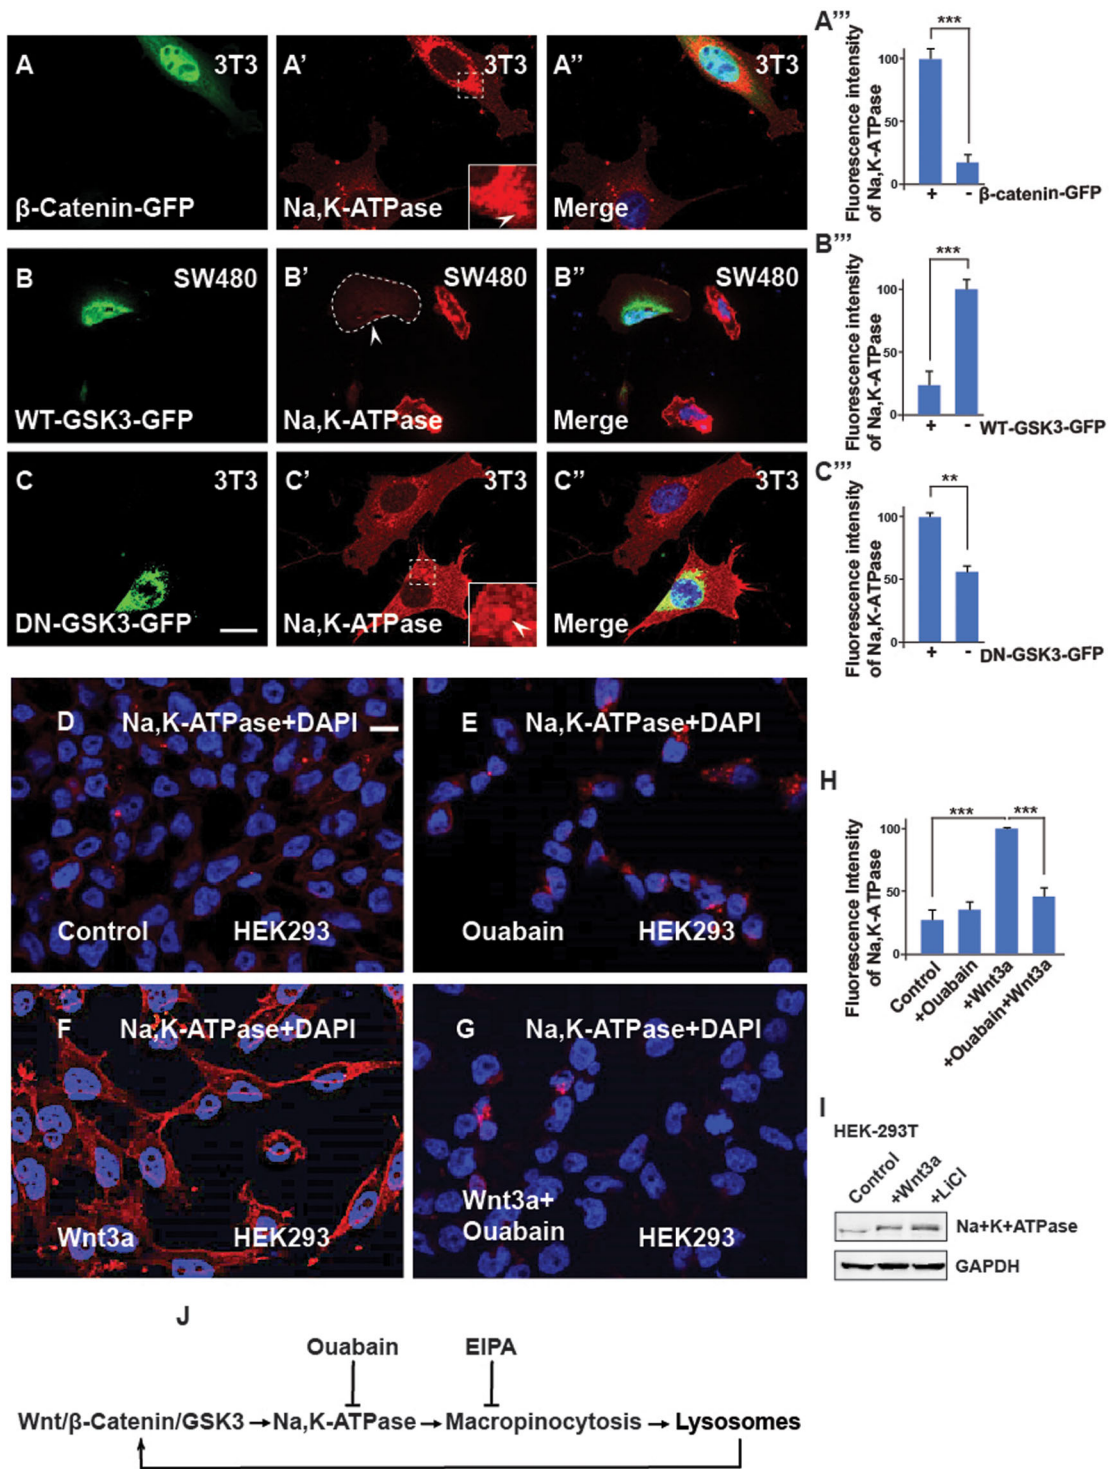 A 3T3
β-Catenin-GFP
A' 3T3
Na,K-ATPase
A'' 3T3
Merge
A'''
***
Fluorescence intensity
of Na,K-ATPase
100
50
0
+ - β-catenin-GFP
B SW480
WT-GSK3-GFP
B' SW480
Na,K-ATPase
B'' SW480
Merge
B'''
***
Fluorescence intensity
of Na,K-ATPase
100
50
0
+ - WT-GSK3-GFP
C 3T3
DN-GSK3-GFP
C' 3T3
Na,K-ATPase
C'' 3T3
Merge
C'''
**
Fluorescence intensity
of Na,K-ATPase
100
50
0
+ - DN-GSK3-GFP
D Na,K-ATPase+DAPI
Control HEK293
E Na,K-ATPase+DAPI
Ouabain HEK293
F Na,K-ATPase+DAPI
Wnt3a HEK293
G Na,K-ATPase+DAPI
Wnt3a+
Ouabain HEK293
H
*** ***
Fluorescence Intensity
of Na,K-ATPase
100
50
0
Control
+Ouabain
+Wnt3a
+Ouabain+Wnt3a
I
HEK-293T
Control
+Wnt3a
+LiCl
Na+K+ATPase
GAPDH
J
Ouabain EIPA
Wnt/β-Catenin/GSK3 Na,K-ATPase Macropinocytosis Lysosomes